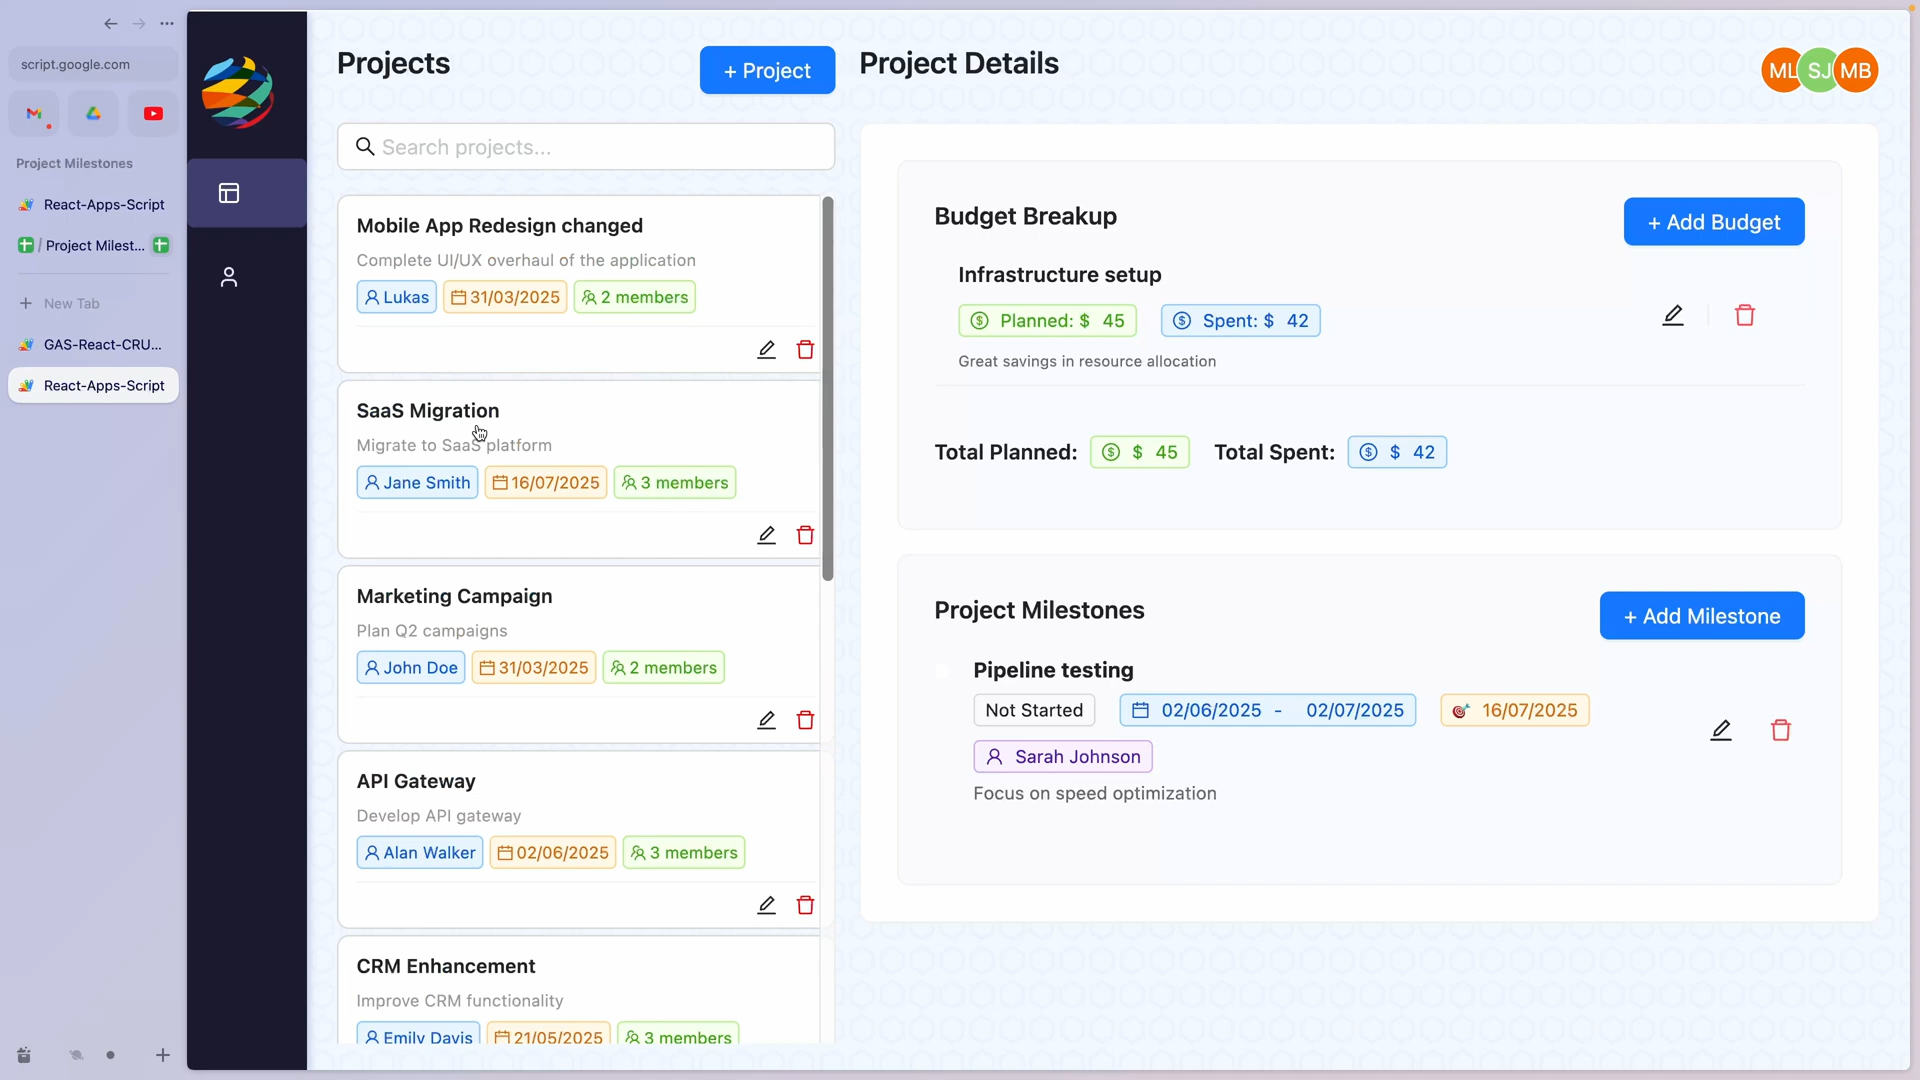 script.google.com
Project Milestones
React-Apps-Script
/ Project Milest...
New Tab
GAS-React-CRU...
React-Apps-Script
Projects
+ Project
Search projects...
Mobile App Redesign changed
Complete UI/UX overhaul of the application
Lukas 31/03/2025 2 members
SaaS Migration
Migrate to SaaS platform
Jane Smith 16/07/2025 3 members
Marketing Campaign
Plan Q2 campaigns
John Doe 31/03/2025 2 members
API Gateway
Develop API gateway
Alan Walker 02/06/2025 3 members
CRM Enhancement
Improve CRM functionality
Emily Davis 21/05/2025 3 members
Project Details
ML SJ MB
Budget Breakup
+ Add Budget
Infrastructure setup
Planned: $ 45 Spent: $ 42
Great savings in resource allocation
Total Planned: $ 45 Total Spent: $ 42
Project Milestones
+ Add Milestone
Pipeline testing
Not Started 02/06/2025 - 02/07/2025 16/07/2025
Sarah Johnson
Focus on speed optimization